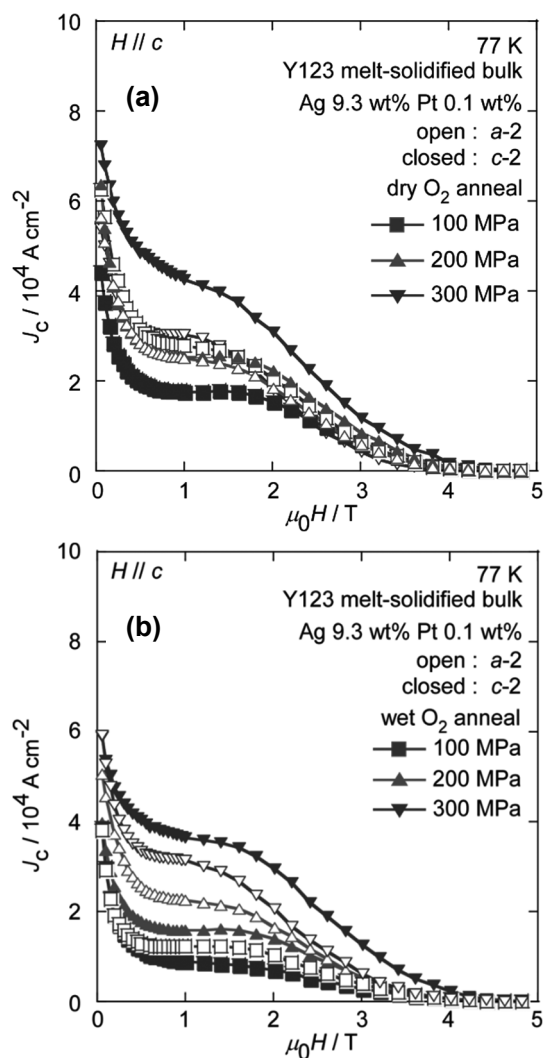 10
H // c
77 K
Y123 melt-solidified bulk
(a)
Ag 9.3 wt% Pt 0.1 wt%
8
open : a-2
closed : c-2
dry O2 anneal
6
100 MPa
200 MPa
300 MPa
4
2
0
Jc / 10^4 A cm^-2
0 1 2 3 4 5
μ0H / T
10
H // c
77 K
Y123 melt-solidified bulk
(b)
Ag 9.3 wt% Pt 0.1 wt%
8
open : a-2
closed : c-2
wet O2 anneal
6
100 MPa
200 MPa
300 MPa
4
2
0
Jc / 10^4 A cm^-2
0 1 2 3 4 5
μ0H / T